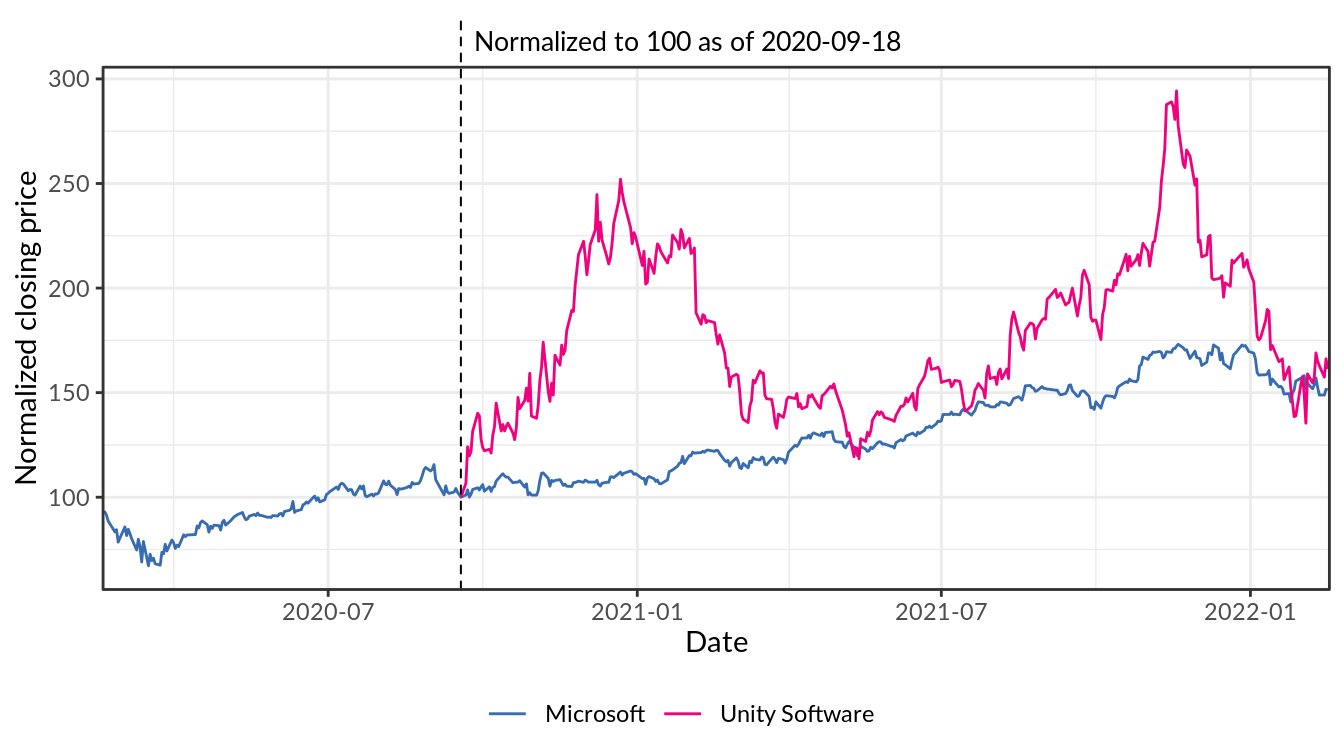 Normalized to 100 as of 2020-09-18
300
250
200
150
100
Normalized closing price
2020-07 2021-01 2021-07 2022-01
Date
Microsoft Unity Software